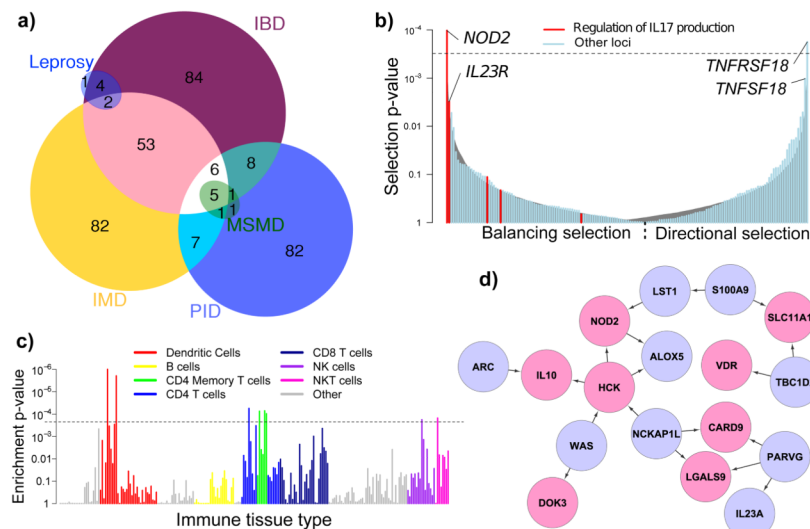 a)
IBD
Leprosy
1
4
2
84
53
6
8
5
1
1
1
MSMD
82
7
82
IMD
PID
b)
Selection p-value
10⁻⁴
10⁻³
0.01
0.1
1
NOD2
IL23R
Regulation of IL17 production
Other loci
TNFRSF18
TNFSF18
Balancing selection
Directional selection
c)
Dendritic Cells
B cells
CD4 Memory T cells
CD4 T cells
CD8 T cells
NK cells
NKT cells
Other
Enrichment p-value
10⁻⁶
10⁻⁵
10⁻⁴
10⁻³
0.01
0.1
1
Immune tissue type
d)
LST1
S100A9
NOD2
SLC11A1
ARC
IL10
ALOX5
VDR
HCK
TBC1D
WAS
NCKAP1L
CARD9
PARVG
LGALS9
DOK3
IL23A